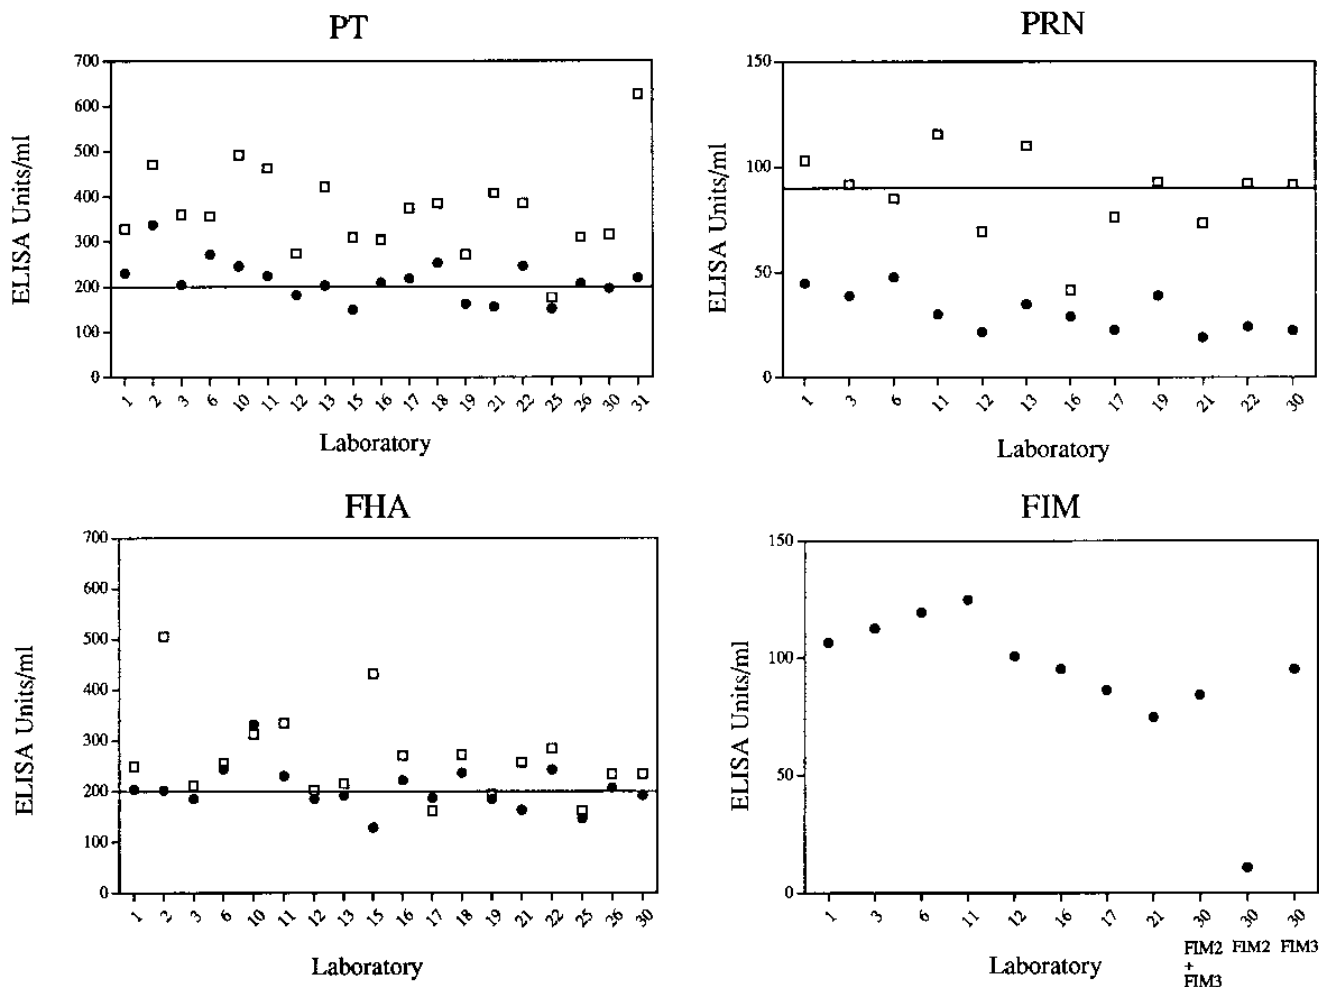 PT
700
600
500
400
300
200
100
0
ELISA Units/ml
1 2 3 6 10 11 12 13 15 16 17 18 19 21 22 25 26 30 31
Laboratory
PRN
150
100
50
0
ELISA Units/ml
1 3 6 11 12 13 16 17 19 21 22 30
Laboratory
FHA
700
600
500
400
300
200
100
0
ELISA Units/ml
1 2 3 6 10 11 12 13 15 16 17 18 19 21 22 25 26 30
Laboratory
FIM
150
100
50
0
ELISA Units/ml
1 3 6 11 12 16 17 21 30 30 30
FIM2 FIM2 FIM3
+
FIM3
Laboratory